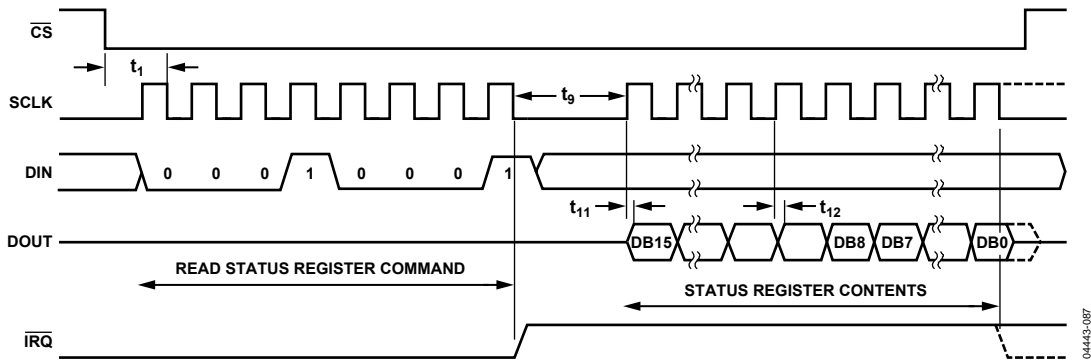 CS
t1
SCLK
t9
DIN
0 0 0 1 0 0 0 1
t11
t12
DOUT
DB15
DB8
DB7
DB0
READ STATUS REGISTER COMMAND
STATUS REGISTER CONTENTS
IRQ
04443-087